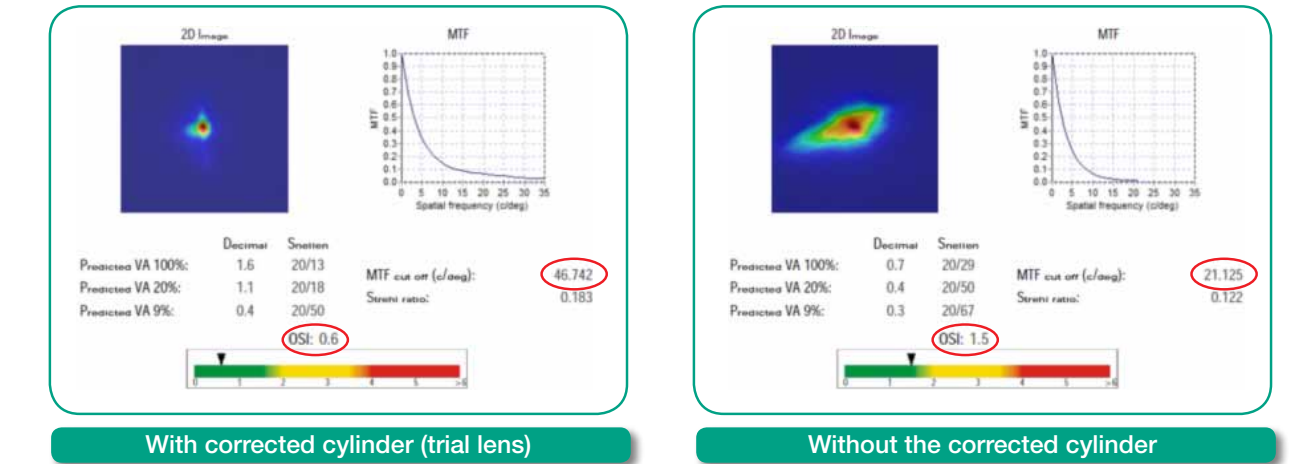 2D Image
MTF
1.0
0.9
0.8
0.7
0.6
0.5
0.4
0.3
0.2
0.1
0.0
MTF
0 5 10 15 20 25 30 35
Spatial frequency (c/deg)
Decimal Snellen
Predicted VA 100%: 1.6 20/13
Predicted VA 20%: 1.1 20/18
Predicted VA 9%: 0.4 20/50
MTF cut off (c/deg): 46.742
Strehl ratio: 0.183
OSI: 0.6
0 1 2 3 4 5 >6
With corrected cylinder (trial lens)
2D Image
MTF
1.0
0.9
0.8
0.7
0.6
0.5
0.4
0.3
0.2
0.1
0.0
MTF
0 5 10 15 20 25 30 35
Spatial frequency (c/deg)
Decimal Snellen
Predicted VA 100%: 0.7 20/29
Predicted VA 20%: 0.4 20/50
Predicted VA 9%: 0.3 20/67
MTF cut off (c/deg): 21.125
Strehl ratio: 0.122
OSI: 1.5
0 1 2 3 4 5 >6
Without the corrected cylinder